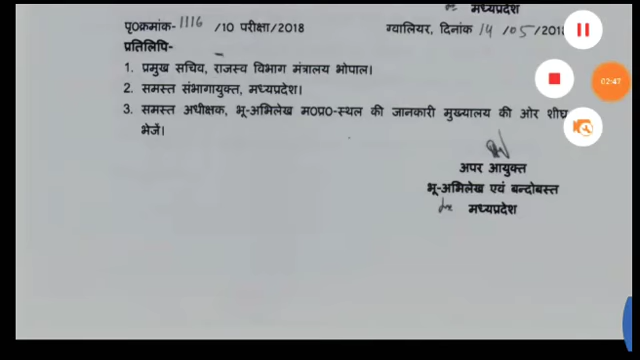 मध्यप्रदेश
पृ0क्रमांक- 1116 /10 परीक्षा/2018 ग्वालियर, दिनांक 14 /05 /2018
प्रतिलिपि-
1. प्रमुख सचिव, राजस्व विभाग मंत्रालय भोपाल।
2. समस्त संभागायुक्त, मध्यप्रदेश।
3. समस्त अधीक्षक, भू-अभिलेख म0प्र0-स्थल की जानकारी मुख्यालय की ओर शीघ्र
भेजें।
अपर आयुक्त
भू-अभिलेख एवं बन्दोबस्त
मध्यप्रदेश
02:47